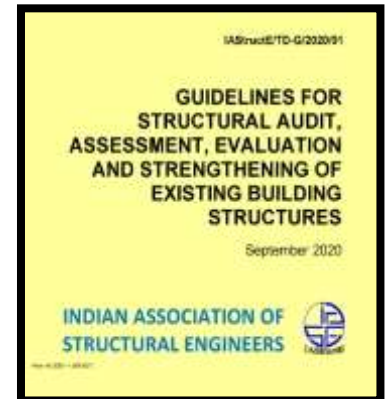 IAStructE/TD-G/2020/01
GUIDELINES FOR
STRUCTURAL AUDIT,
ASSESSMENT, EVALUATION
AND STRENGTHENING OF
EXISTING BUILDING
STRUCTURES
September 2020
INDIAN ASSOCIATION OF
STRUCTURAL ENGINEERS